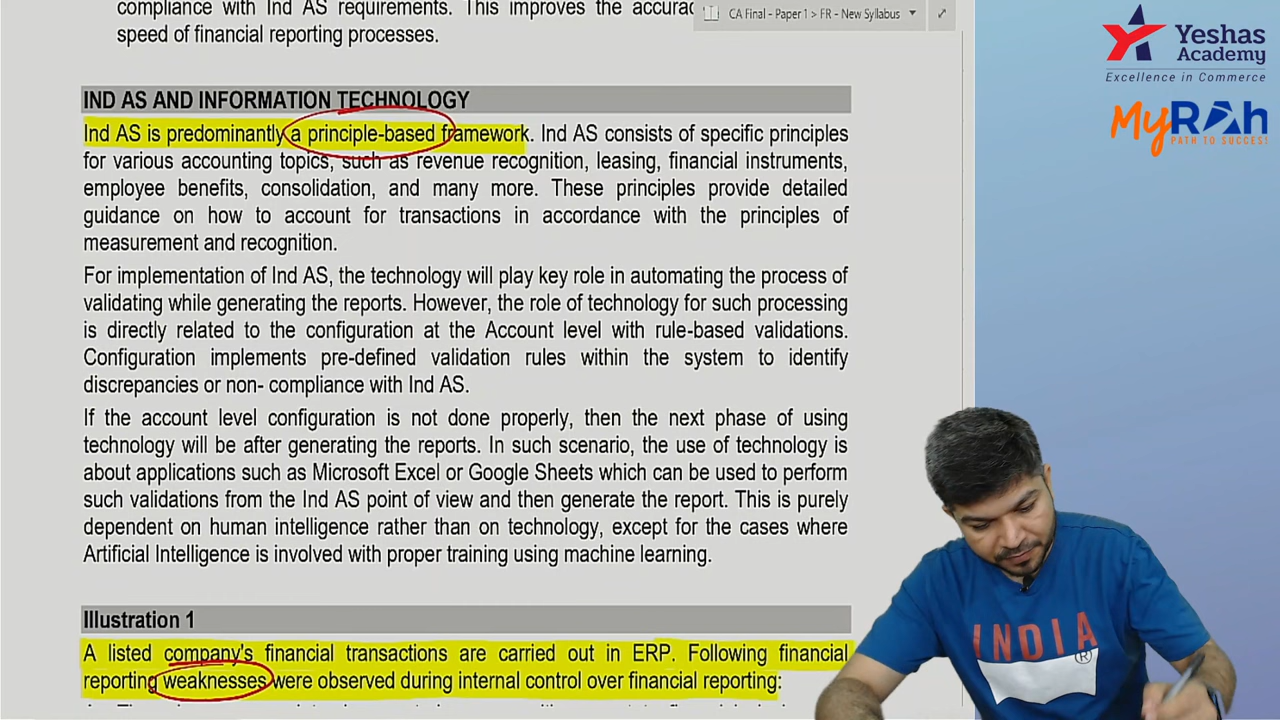 compliance with Ind AS requirements. This improves the accurac
speed of financial reporting processes.
CA Final - Paper 1 > FR - New Syllabus
Yeshas
Academy
Excellence in Commerce
MyRAh
PATH TO SUCCESS
IND AS AND INFORMATION TECHNOLOGY
Ind AS is predominantly a principle-based framework. Ind AS consists of specific principles
for various accounting topics, such as revenue recognition, leasing, financial instruments,
employee benefits, consolidation, and many more. These principles provide detailed
guidance on how to account for transactions in accordance with the principles of
measurement and recognition.
For implementation of Ind AS, the technology will play key role in automating the process of
validating while generating the reports. However, the role of technology for such processing
is directly related to the configuration at the Account level with rule-based validations.
Configuration implements pre-defined validation rules within the system to identify
discrepancies or non- compliance with Ind AS.
If the account level configuration is not done properly, then the next phase of using
technology will be after generating the reports. In such scenario, the use of technology is
about applications such as Microsoft Excel or Google Sheets which can be used to perform
such validations from the Ind AS point of view and then generate the report. This is purely
dependent on human intelligence rather than on technology, except for the cases where
Artificial Intelligence is involved with proper training using machine learning.
Illustration 1
A listed company's financial transactions are carried out in ERP. Following financial
reporting weaknesses were observed during internal control over financial reporting:
INDIA
®